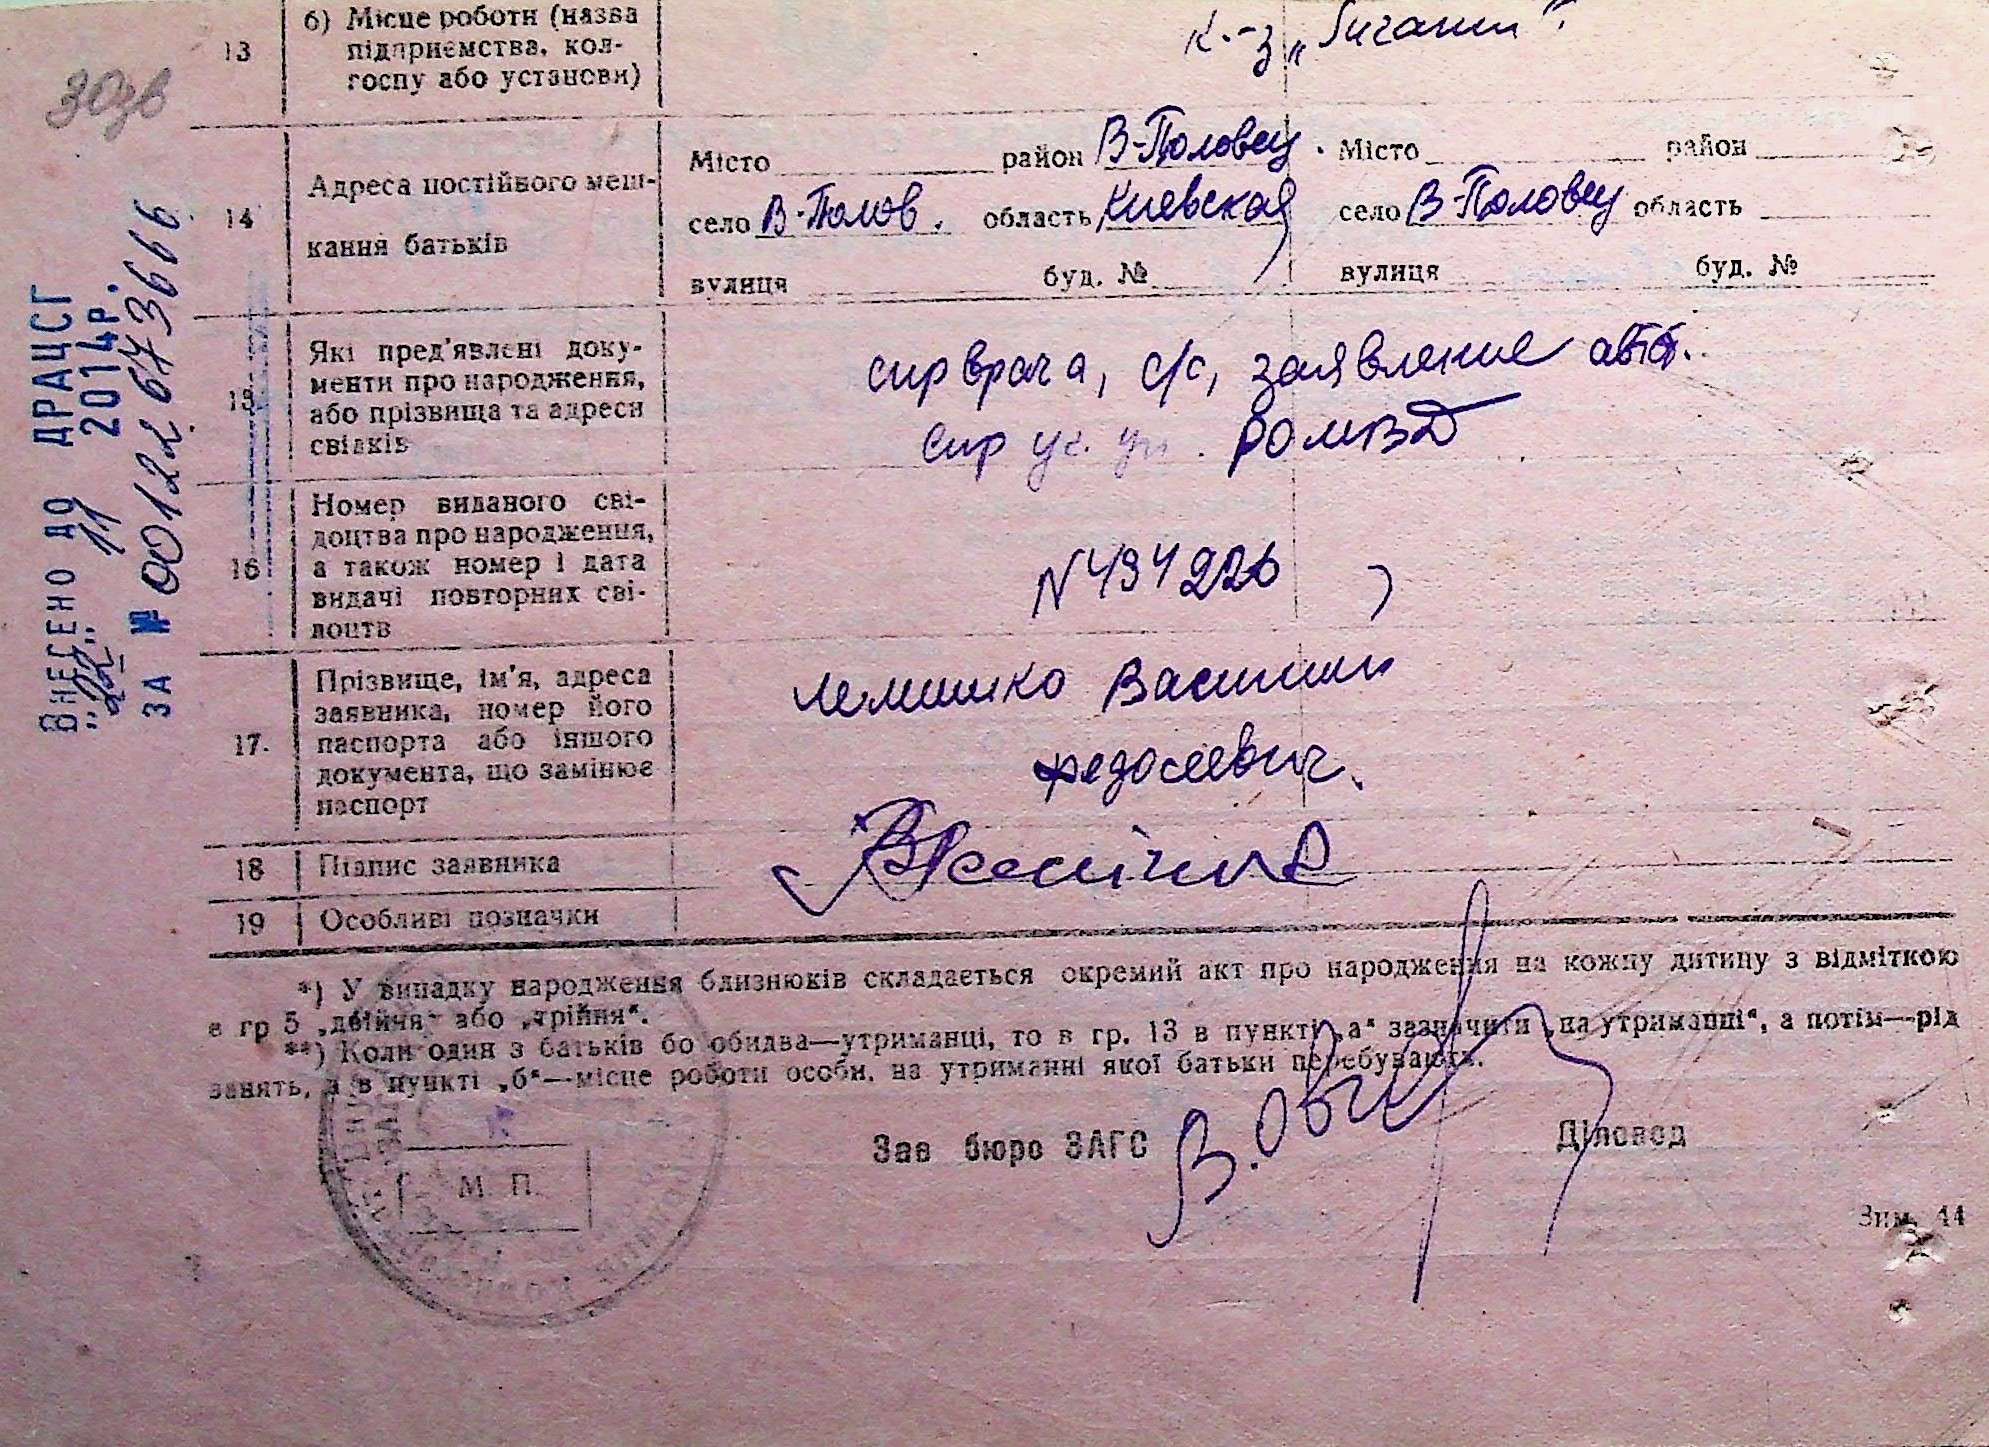 13
б) Місце роботи (назва
підприємства, кол-
госпу або установи)
к.-з „Гигант".
ЗОзв
14
Адреса постійного меш-
кання батьків
Місто район В-Половец. Місто район
село В-Полов. область Киевская село В-Половец область
вулиця буд. № вулиця буд. №
15
Які пред'явлені доку-
менти про народження,
або прізвища та адреси
свідків
спр врача, с/с, заявление
спр РОМВД
16
Номер виданого сві-
доцтва про народження,
а також номер і дата
видачі повторних сві-
доцтв
N 494226
17.
Прізвище, ім'я, адреса
заявника, номер його
паспорта або іншого
документа, що замінює
паспорт
Лемишко Василий
Федосеевич.
18
Підпис заявника
19
Особливі позначки
*) У випадку народження близнюків складається окремий акт про народження на кожну дитину з відміткою
в гр 5 „двійня" або „трійня".
**) Коли один з батьків бо обидва—утриманці, то в гр. 13 в пункті „а" зазначити „на утриманні", а потім—рід
занять, а в пункті „б"—місце роботи особи, на утриманні якої батьки перебувають.
Зав бюро ЗАГС
Діловод
М. П.
Зим. 44
ВНЕСЕНО ДО ДРАЦСГ
"22" 11 2014р.
ЗА № 00122673666